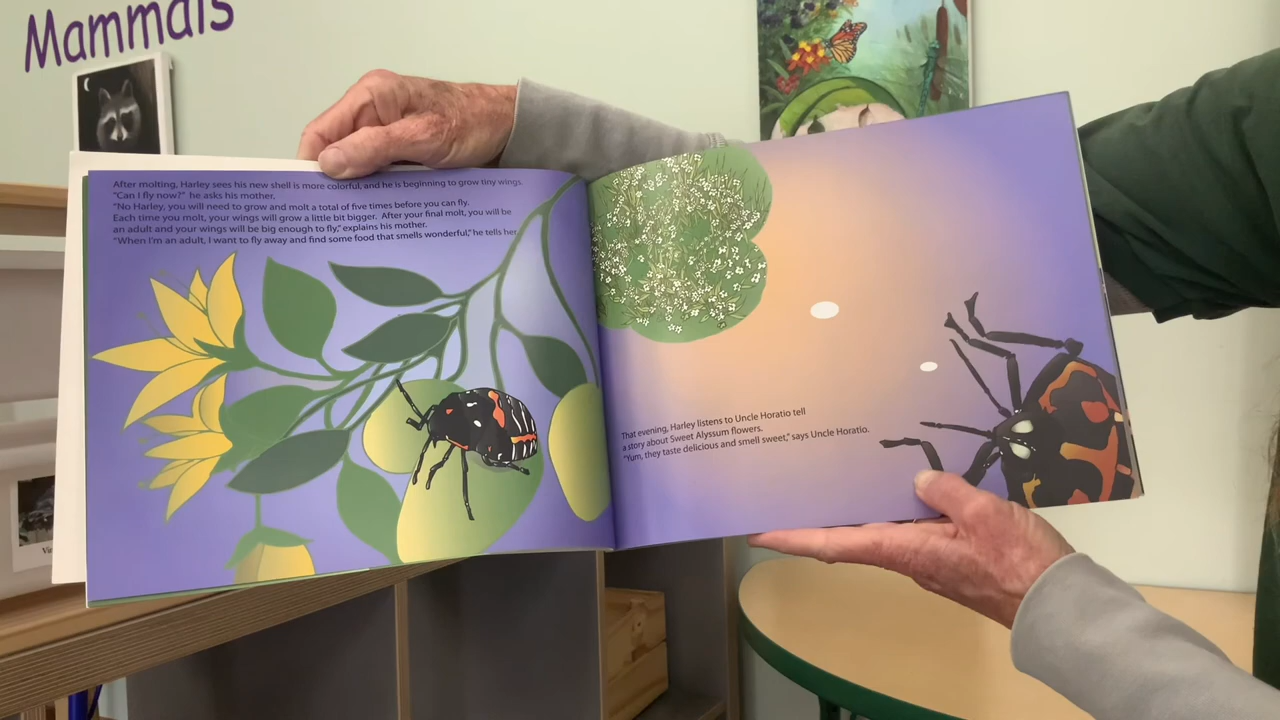 Mammals
After molting, Harley sees his new shell is more colorful, and he is beginning to grow tiny wings.
"Can I fly now?" he asks his mother.
"No Harley, you will need to grow and molt a total of five times before you can fly.
Each time you molt, your wings will grow a little bit bigger. After your final molt, you will be
an adult and your wings will be big enough to fly," explains his mother.
"When I'm an adult, I want to fly away and find some food that smells wonderful," he tells her.
That evening, Harley listens to Uncle Horatio tell
a story about Sweet Alyssum flowers.
"Yum, they taste delicious and smell sweet," says Uncle Horatio.